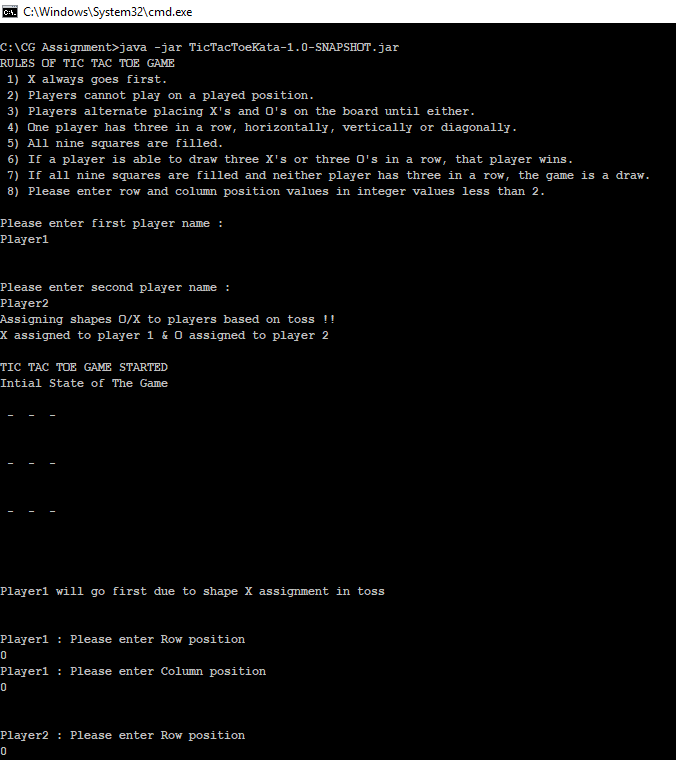 C:\Windows\System32\cmd.exe
C:\CG Assignment>java -jar TicTacToeKata-1.0-SNAPSHOT.jar
RULES OF TIC TAC TOE GAME
1) X always goes first.
2) Players cannot play on a played position.
3) Players alternate placing X's and O's on the board until either.
4) One player has three in a row, horizontally, vertically or diagonally.
5) All nine squares are filled.
6) If a player is able to draw three X's or three O's in a row, that player wins.
7) If all nine squares are filled and neither player has three in a row, the game is a draw.
8) Please enter row and column position values in integer values less than 2.
Please enter first player name :
Player1
Please enter second player name :
Player2
Assigning shapes O/X to players based on toss !!
X assigned to player 1 & O assigned to player 2
TIC TAC TOE GAME STARTED
Intial State of The Game
- - -
- - -
- - -
Player1 will go first due to shape X assignment in toss
Player1 : Please enter Row position
0
Player1 : Please enter Column position
0
Player2 : Please enter Row position
0